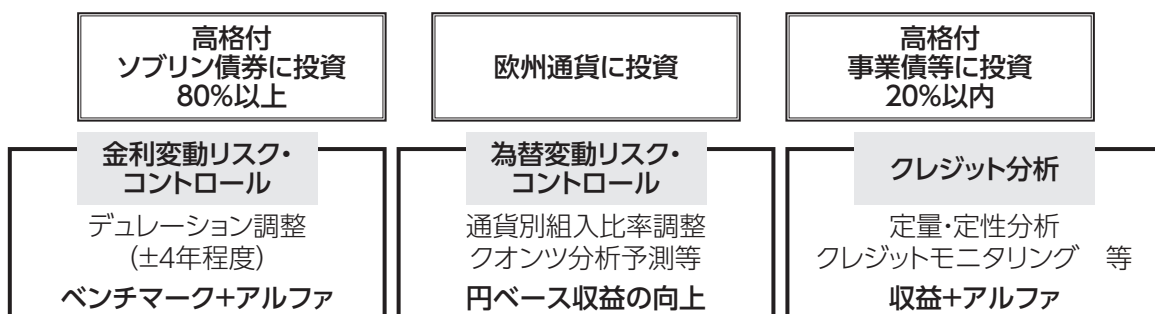 高格付
ソブリン債券に投資
80%以上
欧州通貨に投資
高格付
事業債等に投資
20%以内
金利変動リスク・
コントロール
デュレーション調整
(±4年程度)
ベンチマーク+アルファ
為替変動リスク・
コントロール
通貨別組入比率調整
クオンツ分析予測等
円ベース収益の向上
クレジット分析
定量・定性分析
クレジットモニタリング　等
収益+アルファ